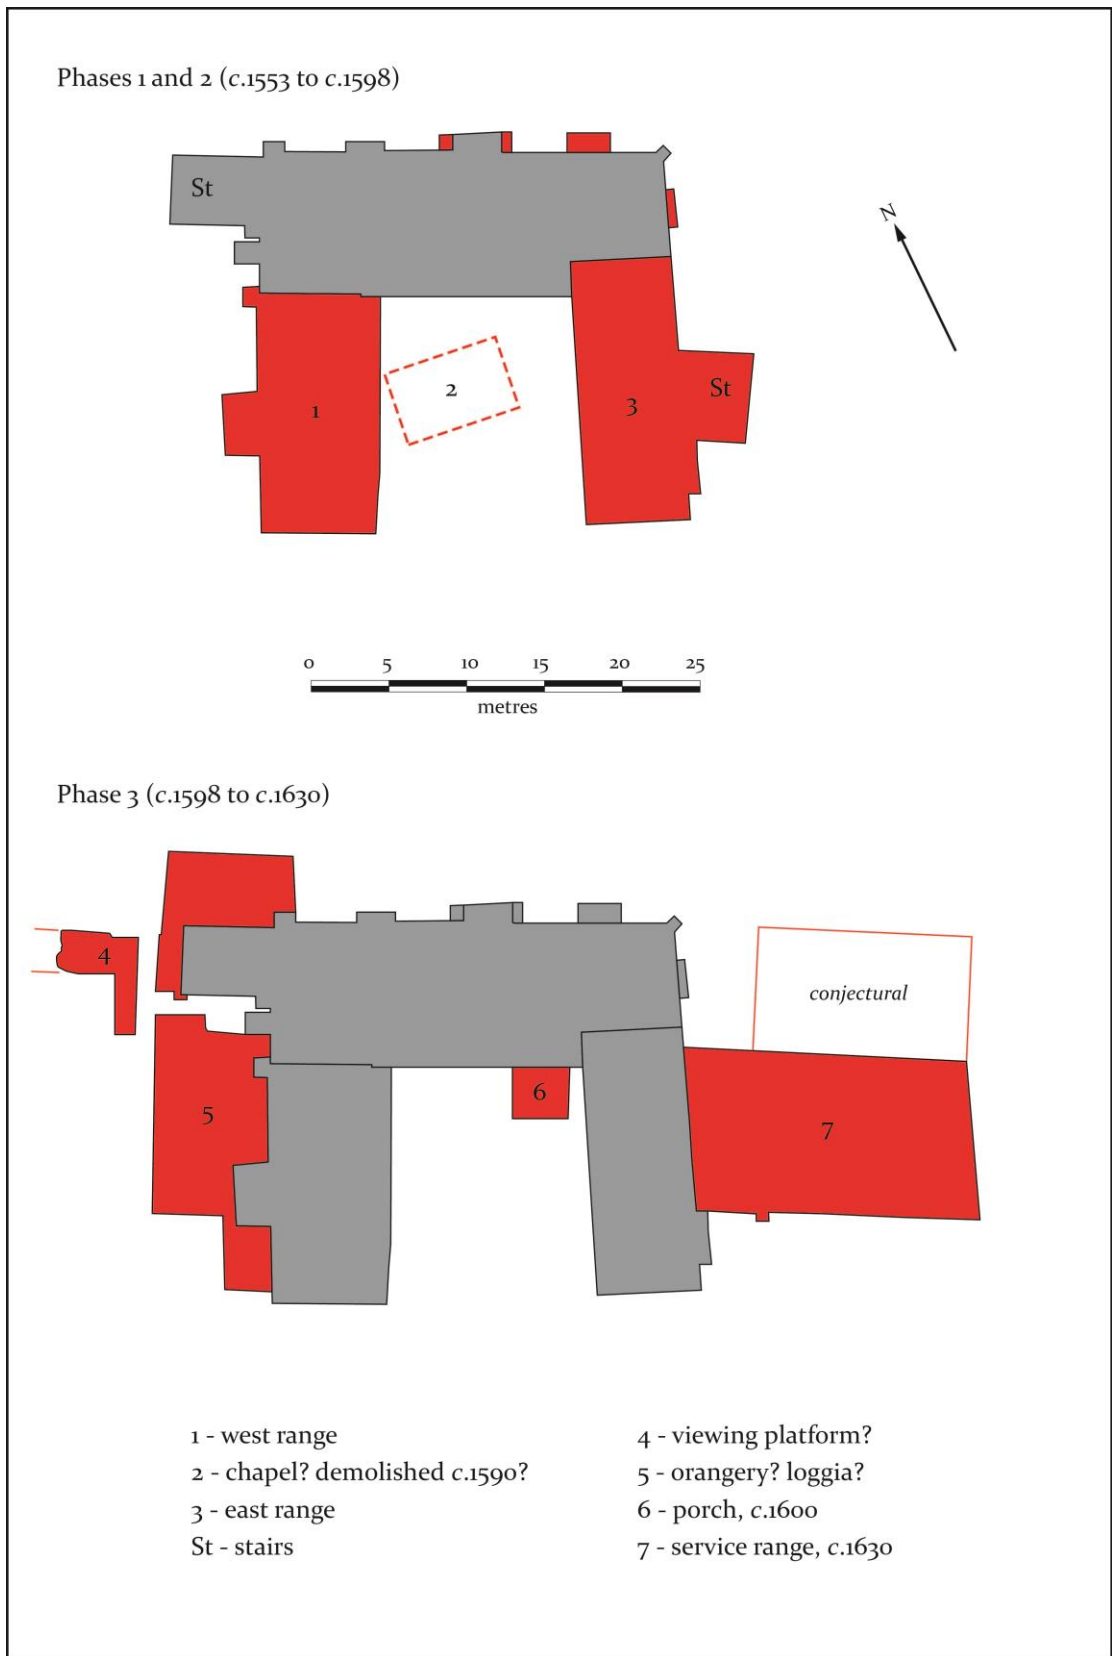 Phases 1 and 2 (c.1553 to c.1598)
St
N
2
St
1
3
0 5 10 15 20 25
metres
Phase 3 (c.1598 to c.1630)
4
conjectural
6
5
7
1 - west range
2 - chapel? demolished c.1590?
3 - east range
St - stairs
4 - viewing platform?
5 - orangery? loggia?
6 - porch, c.1600
7 - service range, c.1630